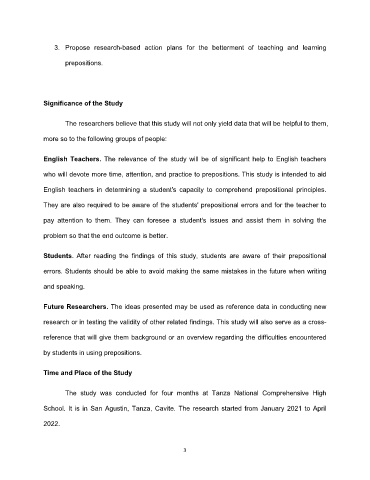 3. Propose research-based action plans for the betterment of teaching and learning
prepositions.
Significance of the Study
The researchers believe that this study will not only yield data that will be helpful to them,
more so to the following groups of people:
English Teachers. The relevance of the study will be of significant help to English teachers
who will devote more time, attention, and practice to prepositions. This study is intended to aid
English teachers in determining a student's capacity to comprehend prepositional principles.
They are also required to be aware of the students' prepositional errors and for the teacher to
pay attention to them. They can foresee a student's issues and assist them in solving the
problem so that the end outcome is better.
Students. After reading the findings of this study, students are aware of their prepositional
errors. Students should be able to avoid making the same mistakes in the future when writing
and speaking.
Future Researchers. The ideas presented may be used as reference data in conducting new
research or in testing the validity of other related findings. This study will also serve as a cross-
reference that will give them background or an overview regarding the difficulties encountered
by students in using prepositions.
Time and Place of the Study
The study was conducted for four months at Tanza National Comprehensive High
School. It is in San Agustin, Tanza, Cavite. The research started from January 2021 to April
2022.
3